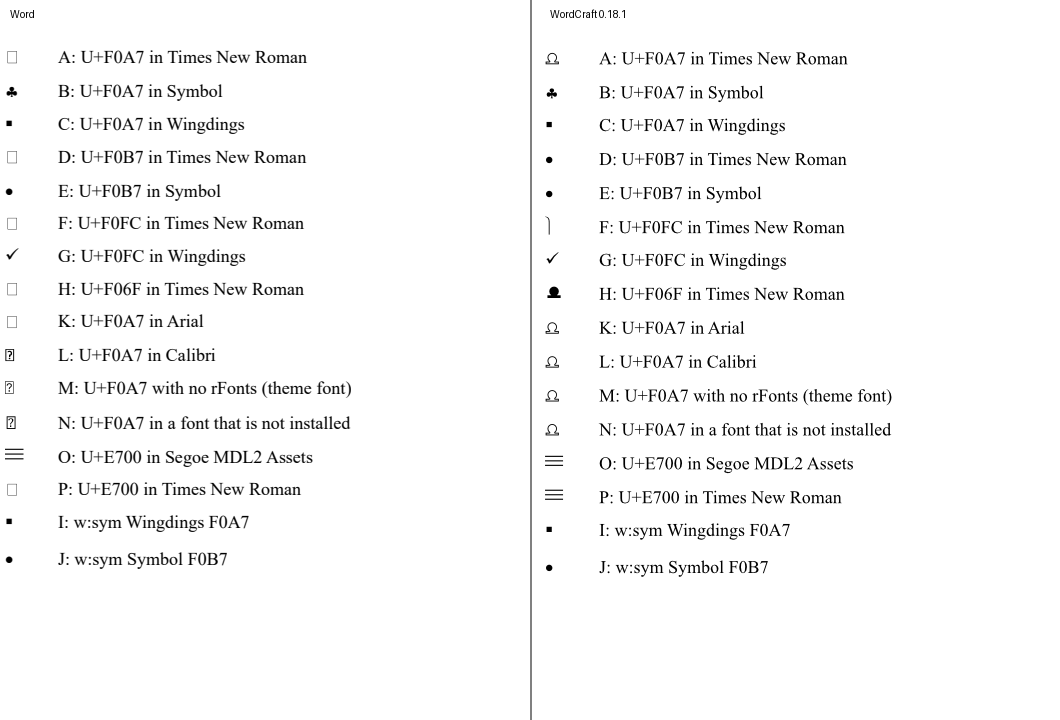 Word
A: U+F0A7 in Times New Roman
♣ B: U+F0A7 in Symbol
▪ C: U+F0A7 in Wingdings
D: U+F0B7 in Times New Roman
● E: U+F0B7 in Symbol
F: U+F0FC in Times New Roman
✓ G: U+F0FC in Wingdings
H: U+F06F in Times New Roman
K: U+F0A7 in Arial
L: U+F0A7 in Calibri
M: U+F0A7 with no rFonts (theme font)
N: U+F0A7 in a font that is not installed
O: U+E700 in Segoe MDL2 Assets
P: U+E700 in Times New Roman
▪ I: w:sym Wingdings F0A7
● J: w:sym Symbol F0B7
WordCraft 0.18.1
A: U+F0A7 in Times New Roman
♣ B: U+F0A7 in Symbol
▪ C: U+F0A7 in Wingdings
● D: U+F0B7 in Times New Roman
● E: U+F0B7 in Symbol
F: U+F0FC in Times New Roman
✓ G: U+F0FC in Wingdings
H: U+F06F in Times New Roman
K: U+F0A7 in Arial
L: U+F0A7 in Calibri
M: U+F0A7 with no rFonts (theme font)
N: U+F0A7 in a font that is not installed
O: U+E700 in Segoe MDL2 Assets
P: U+E700 in Times New Roman
▪ I: w:sym Wingdings F0A7
● J: w:sym Symbol F0B7